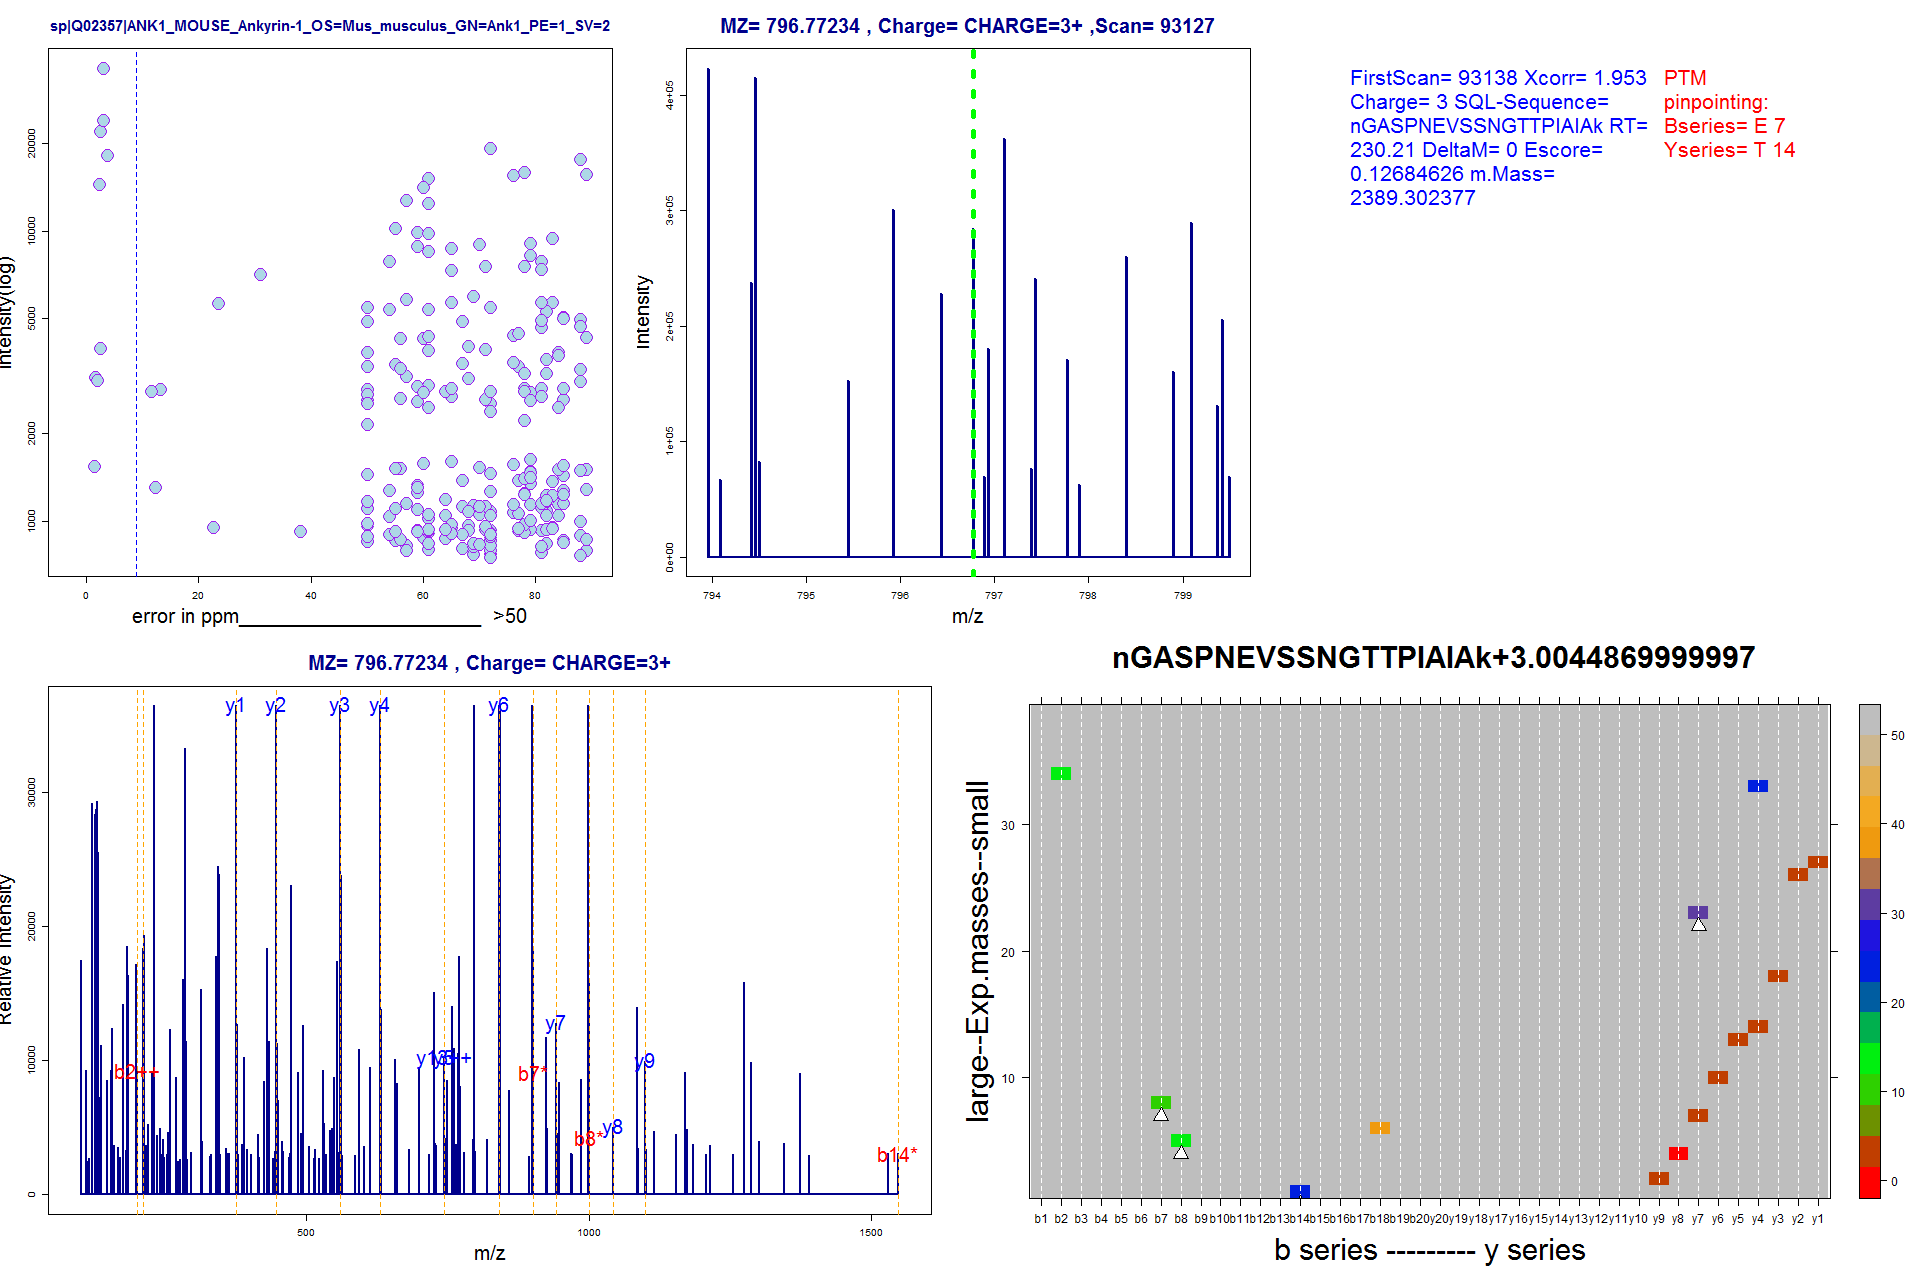 sp|Q02357|ANK1_MOUSE_Ankyrin-1_OS=Mus_musculus_GN=Ank1_PE=1_SV=2
Intensity(log)
1000
2000
5000
10000
20000
0
20
40
60
80
error in ppm >50
MZ= 796.77234 , Charge= CHARGE=3+ ,Scan= 93127
Intensity
0e+00
1e+05
2e+05
3e+05
4e+05
794
795
796
797
798
799
m/z
FirstScan= 93138 Xcorr= 1.953
Charge= 3 SQL-Sequence=
nGASPNEVSSNGTTPIAIAk RT=
230.21 DeltaM= 0 Escore=
0.12684626 m.Mass=
2389.302377
PTM
pinpointing:
Bseries= E 7
Yseries= T 14
MZ= 796.77234 , Charge= CHARGE=3+
Relative Intensity
0
10000
20000
30000
y1
y2
y3
y4
y6
y7
b2++
b7*
y9
b8*
y8
b14*
500
1000
1500
m/z
nGASPNEVSSNGTTPIAIAk+3.0044869999997
large--Exp.masses--small
10
20
30
b1 b2 b3 b4 b5 b6 b7 b8 b9 b10 b11 b12 b13 b14 b15 b16 b17 b18 b19 b20 y20 y19 y18 y17 y16 y15 y14 y13 y12 y11 y10 y9 y8 y7 y6 y5 y4 y3 y2 y1
b series --------- y series
0
10
20
30
40
50